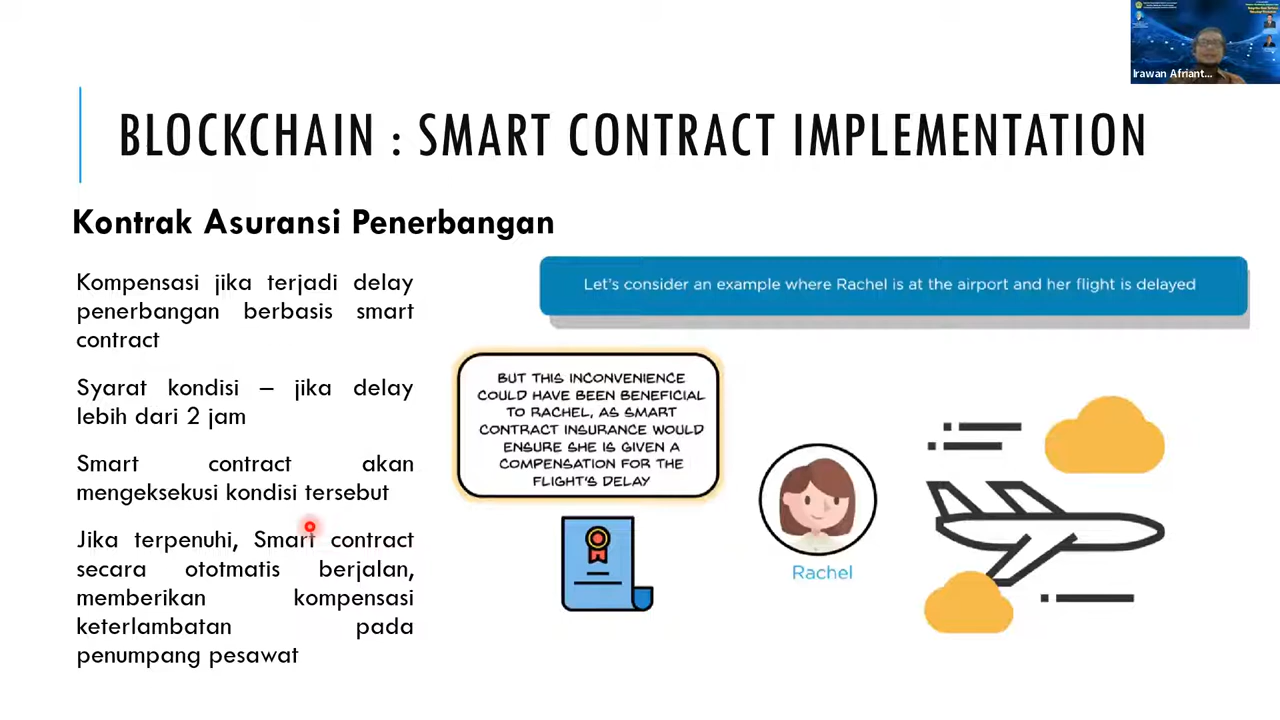 Irawan Afriant...
BLOCKCHAIN : SMART CONTRACT IMPLEMENTATION
Kontrak Asuransi Penerbangan
Kompensasi jika terjadi delay
penerbangan berbasis smart
contract
Syarat kondisi – jika delay
lebih dari 2 jam
Smart contract akan
mengeksekusi kondisi tersebut
Jika terpenuhi, Smart contract
secara ototmatis berjalan,
memberikan kompensasi
keterlambatan pada
penumpang pesawat
Let's consider an example where Rachel is at the airport and her flight is delayed
BUT THIS INCONVENIENCE
COULD HAVE BEEN BENEFICIAL
TO RACHEL, AS SMART
CONTRACT INSURANCE WOULD
ENSURE SHE IS GIVEN A
COMPENSATION FOR THE
FLIGHT'S DELAY
Rachel